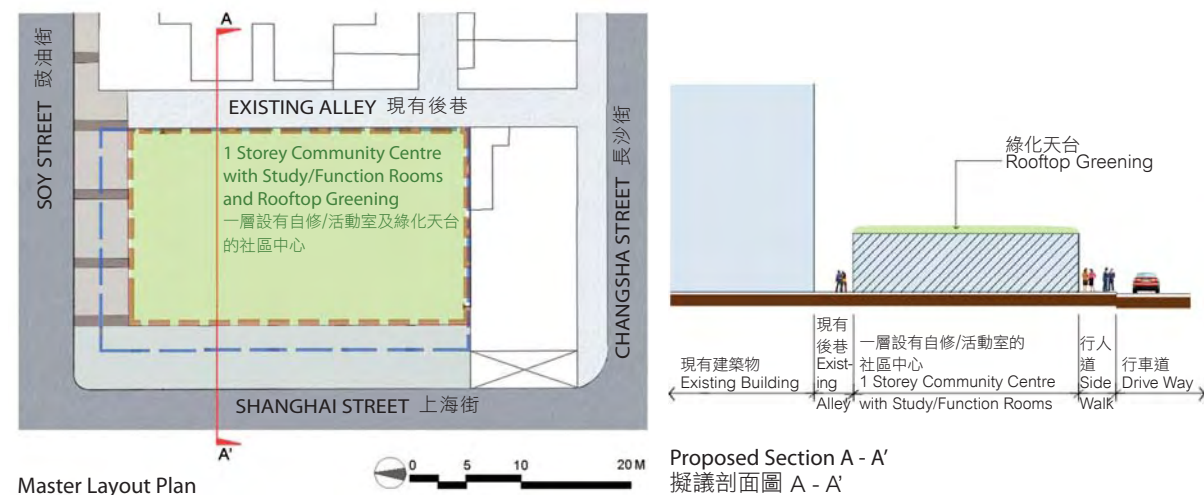 A
SOY STREET 豉油街
EXISTING ALLEY 現有後巷
1 Storey Community Centre
with Study/Function Rooms
and Rooftop Greening
一層設有自修/活動室及綠化天台
的社區中心
CHANGSHA STREET 長沙街
SHANGHAI STREET 上海街
A'
Master Layout Plan
0 5 10 20 M
綠化天台
Rooftop Greening
現有建築物
Existing Building
現有
後巷
Exist-
ing
Alley
一層設有自修/活動室的
社區中心
1 Storey Community Centre
with Study/Function Rooms
行人
道
Side
Walk
行車道
Drive Way
Proposed Section A - A'
擬議剖面圖 A - A'